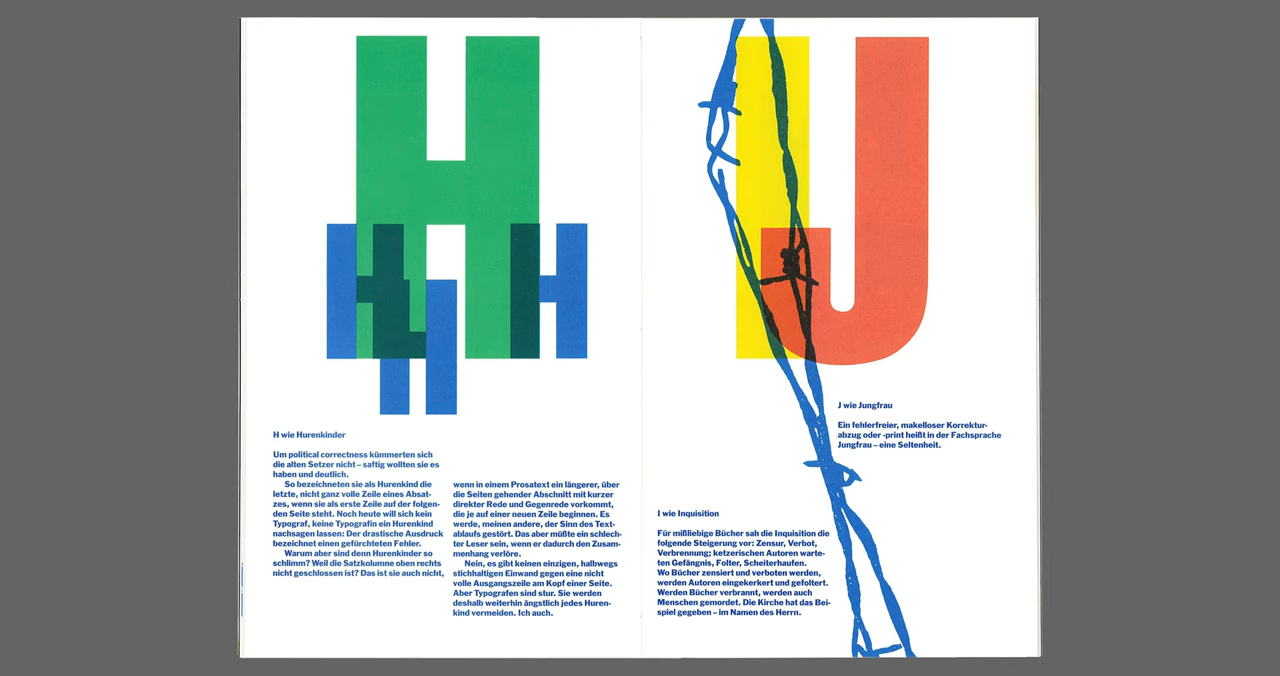 H
H
H
H
H wie Hurenkinder
Um political correctness kümmerten sich
die alten Setzer nicht – saftig wollten sie es
haben und deutlich.
So bezeichneten sie als Hurenkind die
letzte, nicht ganz volle Zeile eines Absat-
zes, wenn sie als erste Zeile auf der folgen-
den Seite steht. Noch heute will sich kein
Typograf, keine Typografin ein Hurenkind
nachsagen lassen: Der drastische Ausdruck
bezeichnet einen gefürchteten Fehler.
Warum aber sind denn Hurenkinder so
schlimm? Weil die Satzkolumne oben rechts
nicht geschlossen ist? Das ist sie auch nicht,
wenn in einem Prosatext ein längerer, über
die Seiten gehender Abschnitt mit kurzer
direkter Rede und Gegenrede vorkommt,
die je auf einer neuen Zeile beginnen. Es
werde, meinen andere, der Sinn des Text-
ablaufs gestört. Das aber müßte ein schlech-
ter Leser sein, wenn er dadurch den Zusam-
menhang verlöre.
Nein, es gibt keinen einzigen, halbwegs
stichhaltigen Einwand gegen eine nicht
volle Ausgangszeile am Kopf einer Seite.
Aber Typografen sind stur. Sie werden
deshalb weiterhin ängstlich jedes Huren-
kind vermeiden. Ich auch.
I J
J wie Jungfrau
Ein fehlerfreier, makelloser Korrektur-
abzug oder -print heißt in der Fachsprache
Jungfrau – eine Seltenheit.
I wie Inquisition
Für mißliebige Bücher sah die Inquisition die
folgende Steigerung vor: Zensur, Verbot,
Verbrennung; ketzerischen Autoren warte-
ten Gefängnis, Folter, Scheiterhaufen.
Wo Bücher zensiert und verboten werden,
werden Autoren eingekerkert und gefoltert.
Werden Bücher verbrannt, werden auch
Menschen gemordet. Die Kirche hat das Bei-
spiel gegeben – im Namen des Herrn.